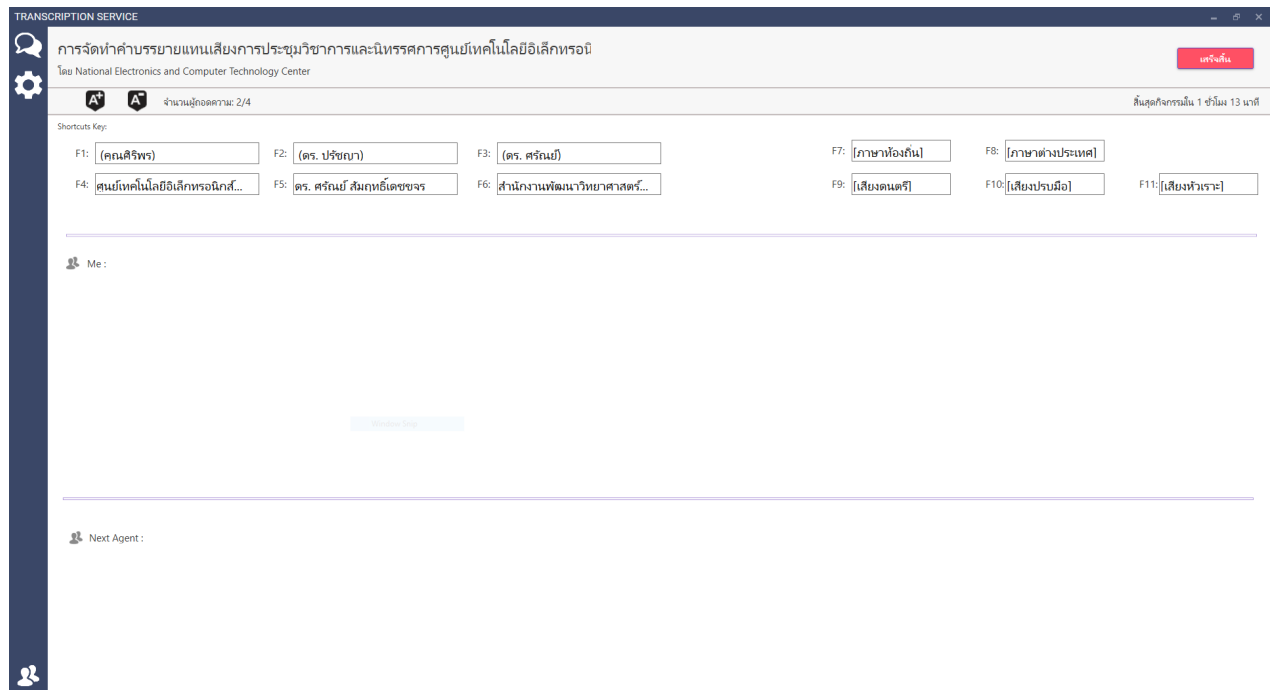 TRANSCRIPTION SERVICE
การจัดทำคำบรรยายแทนเสียงการประชุมวิชาการและนิทรรศการศูนย์เทคโนโลยีอิเล็กทรอนิ
โดย National Electronics and Computer Technology Center
เสร็จสิ้น
A+ A- จำนวนผู้ถอดความ: 2/4
สิ้นสุดกิจกรรมใน 1 ชั่วโมง 13 นาที
Shortcuts Key:
F1: (คุณศิริพร) F2: (ดร. ปรัชญา) F3: (ดร. ศรัณย์) F7: [ภาษาท้องถิ่น] F8: [ภาษาต่างประเทศ]
F4: ศูนย์เทคโนโลยีอิเล็กทรอนิกส์... F5: ดร. ศรัณย์ สัมฤทธิ์เดชขจร F6: สำนักงานพัฒนาวิทยาศาสตร์... F9: [เสียงดนตรี] F10: [เสียงปรบมือ] F11: [เสียงหัวเราะ]
Me :
Window Snip
Next Agent :